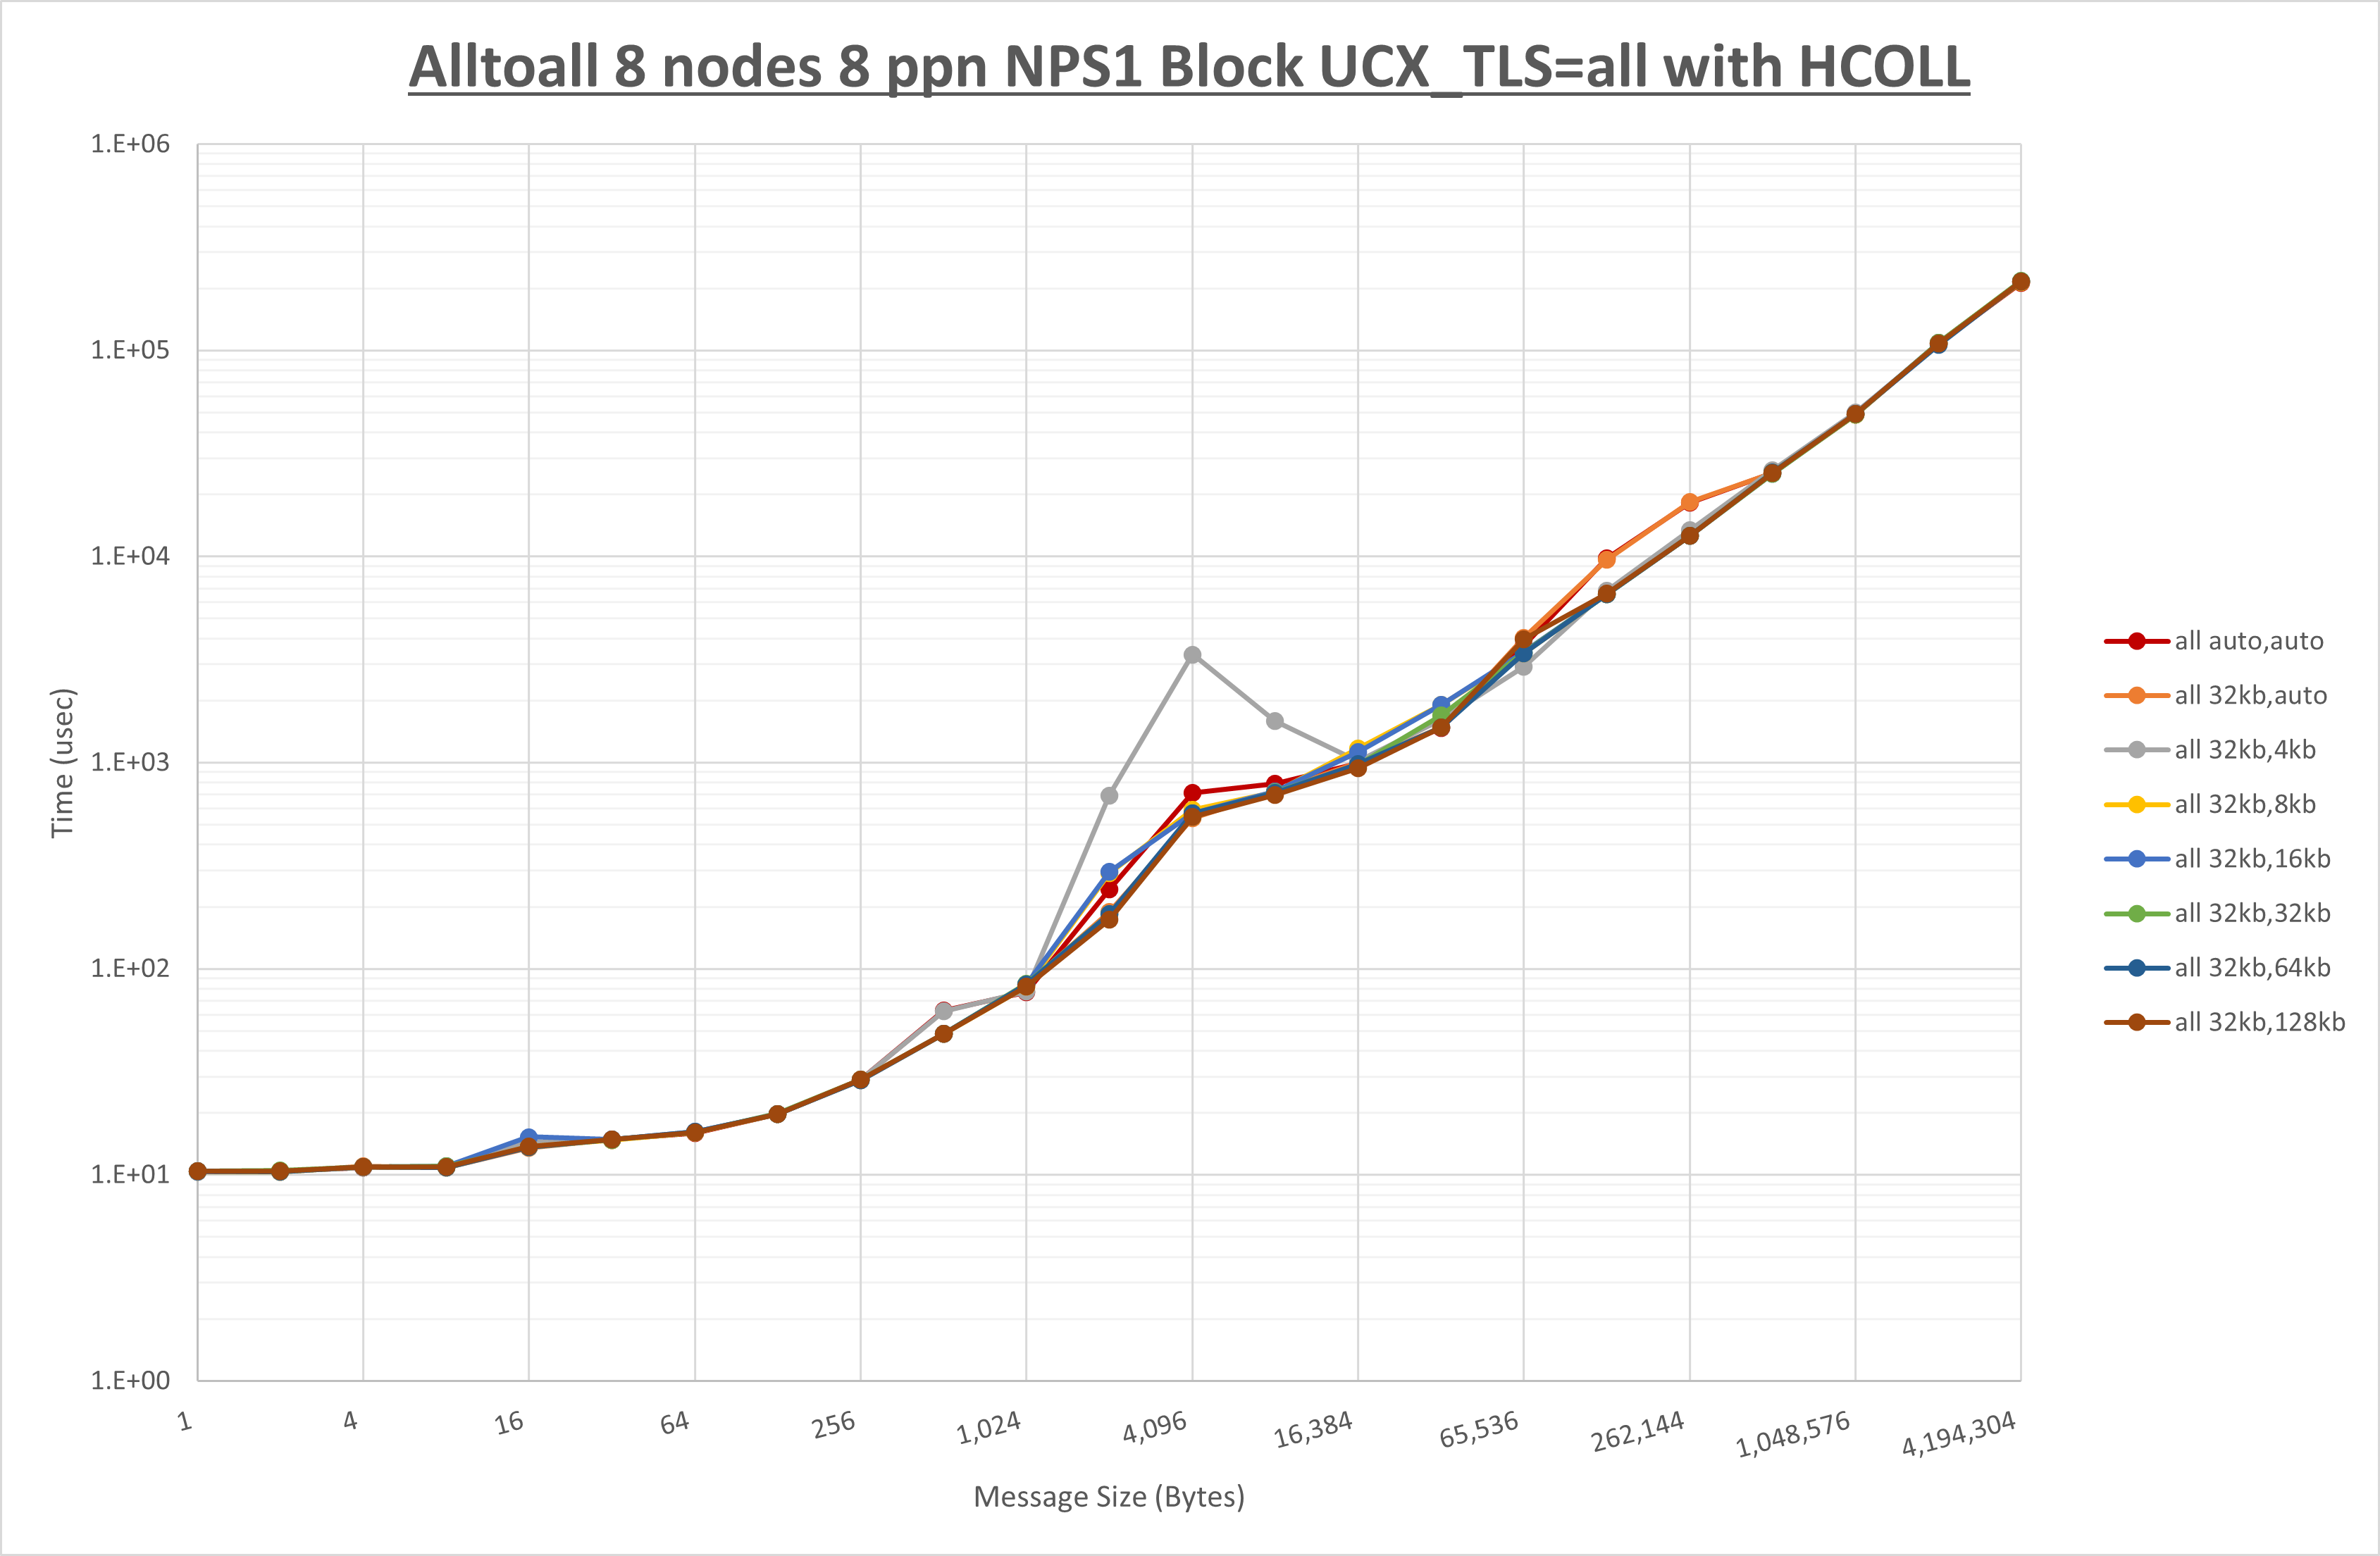 Alltoall 8 nodes 8 ppn NPS1 Block UCX_TLS=all with HCOLL
1.E+06
1.E+05
1.E+04
1.E+03
1.E+02
1.E+01
1.E+00
Time (usec)
1
4
16
64
256
1,024
4,096
16,384
65,536
262,144
1,048,576
4,194,304
Message Size (Bytes)
all auto,auto
all 32kb,auto
all 32kb,4kb
all 32kb,8kb
all 32kb,16kb
all 32kb,32kb
all 32kb,64kb
all 32kb,128kb